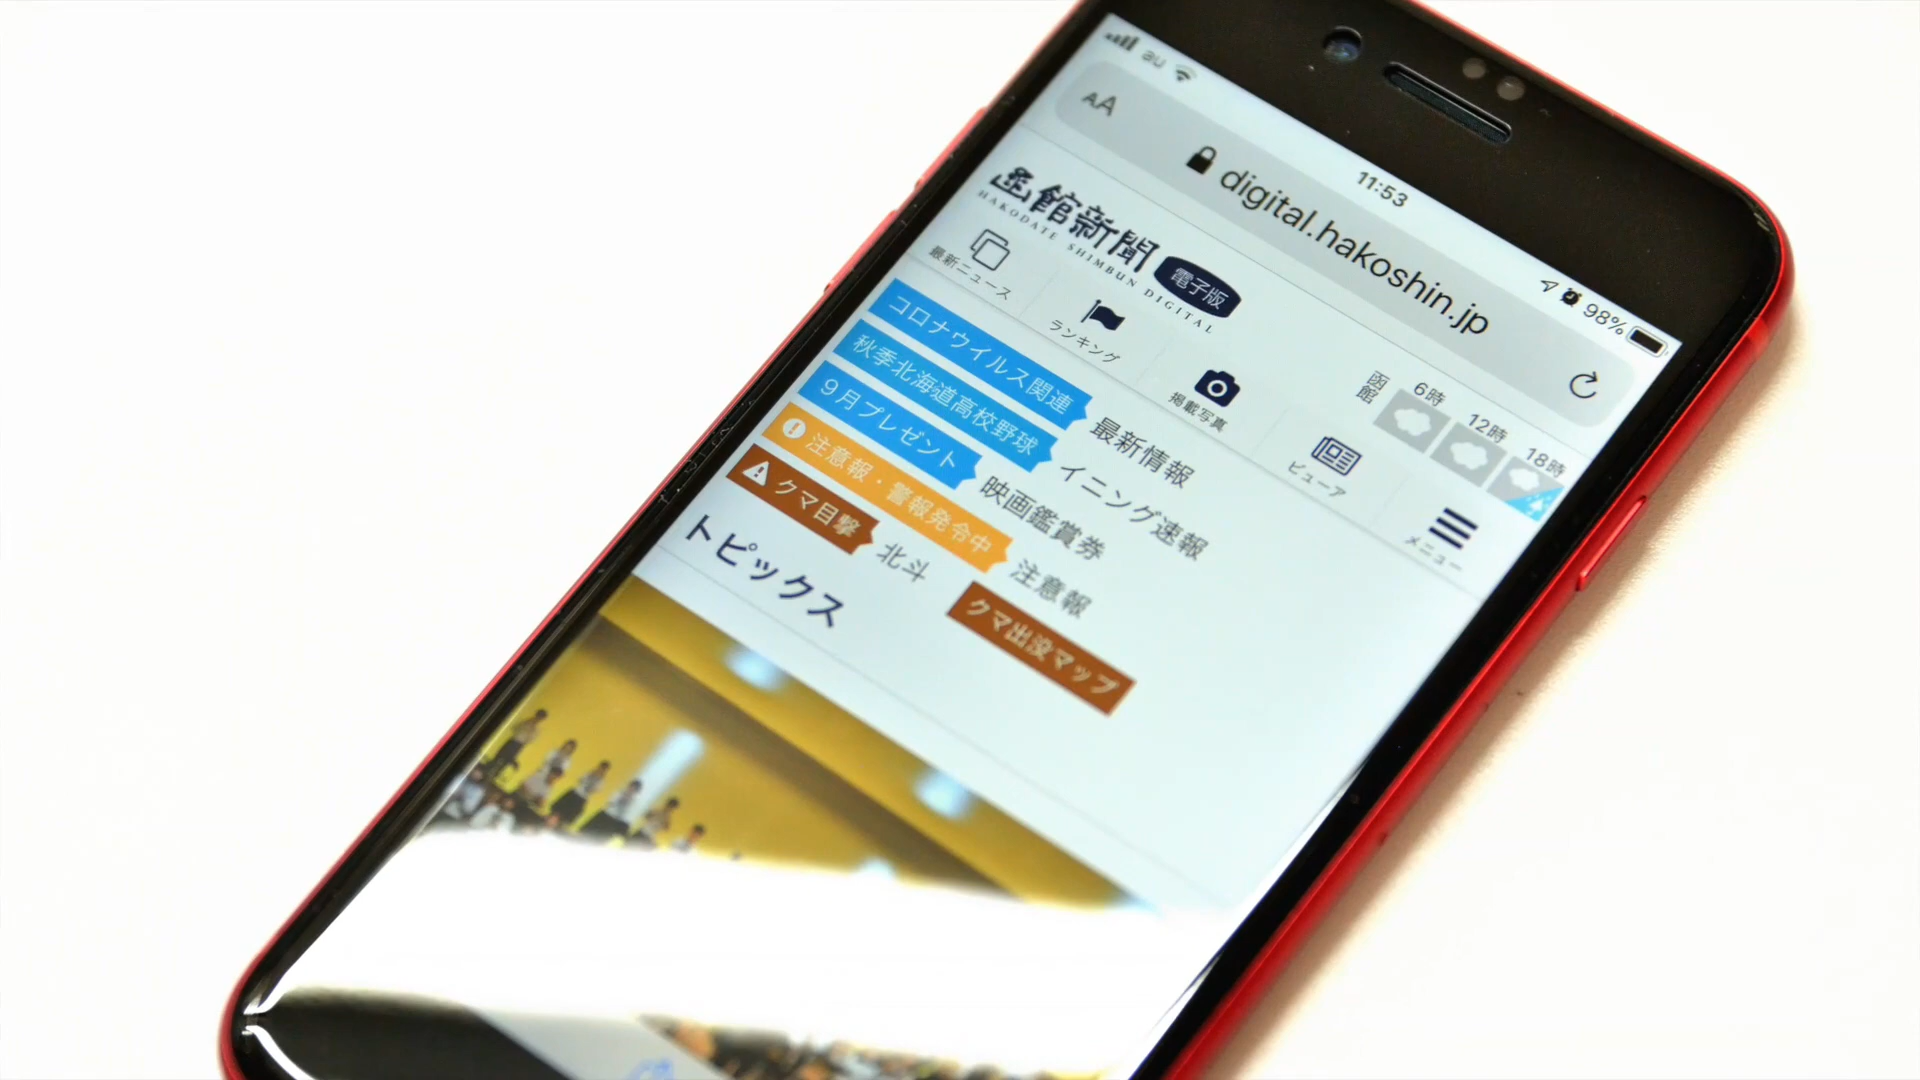 au
11:53
98%
AA
digital.hakoshin.jp
函館新聞 電子版
HAKODATE SHIMBUN DIGITAL
函館 6時 12時 18時
最新ニュース ランキング 掲載写真 ビューア メニュー
コロナウイルス関連 最新情報
秋季北海道高校野球 イニング速報
9月プレゼント 映画鑑賞券
注意報・警報発令中 注意報
クマ目撃 北斗 クマ出没マップ
トピックス